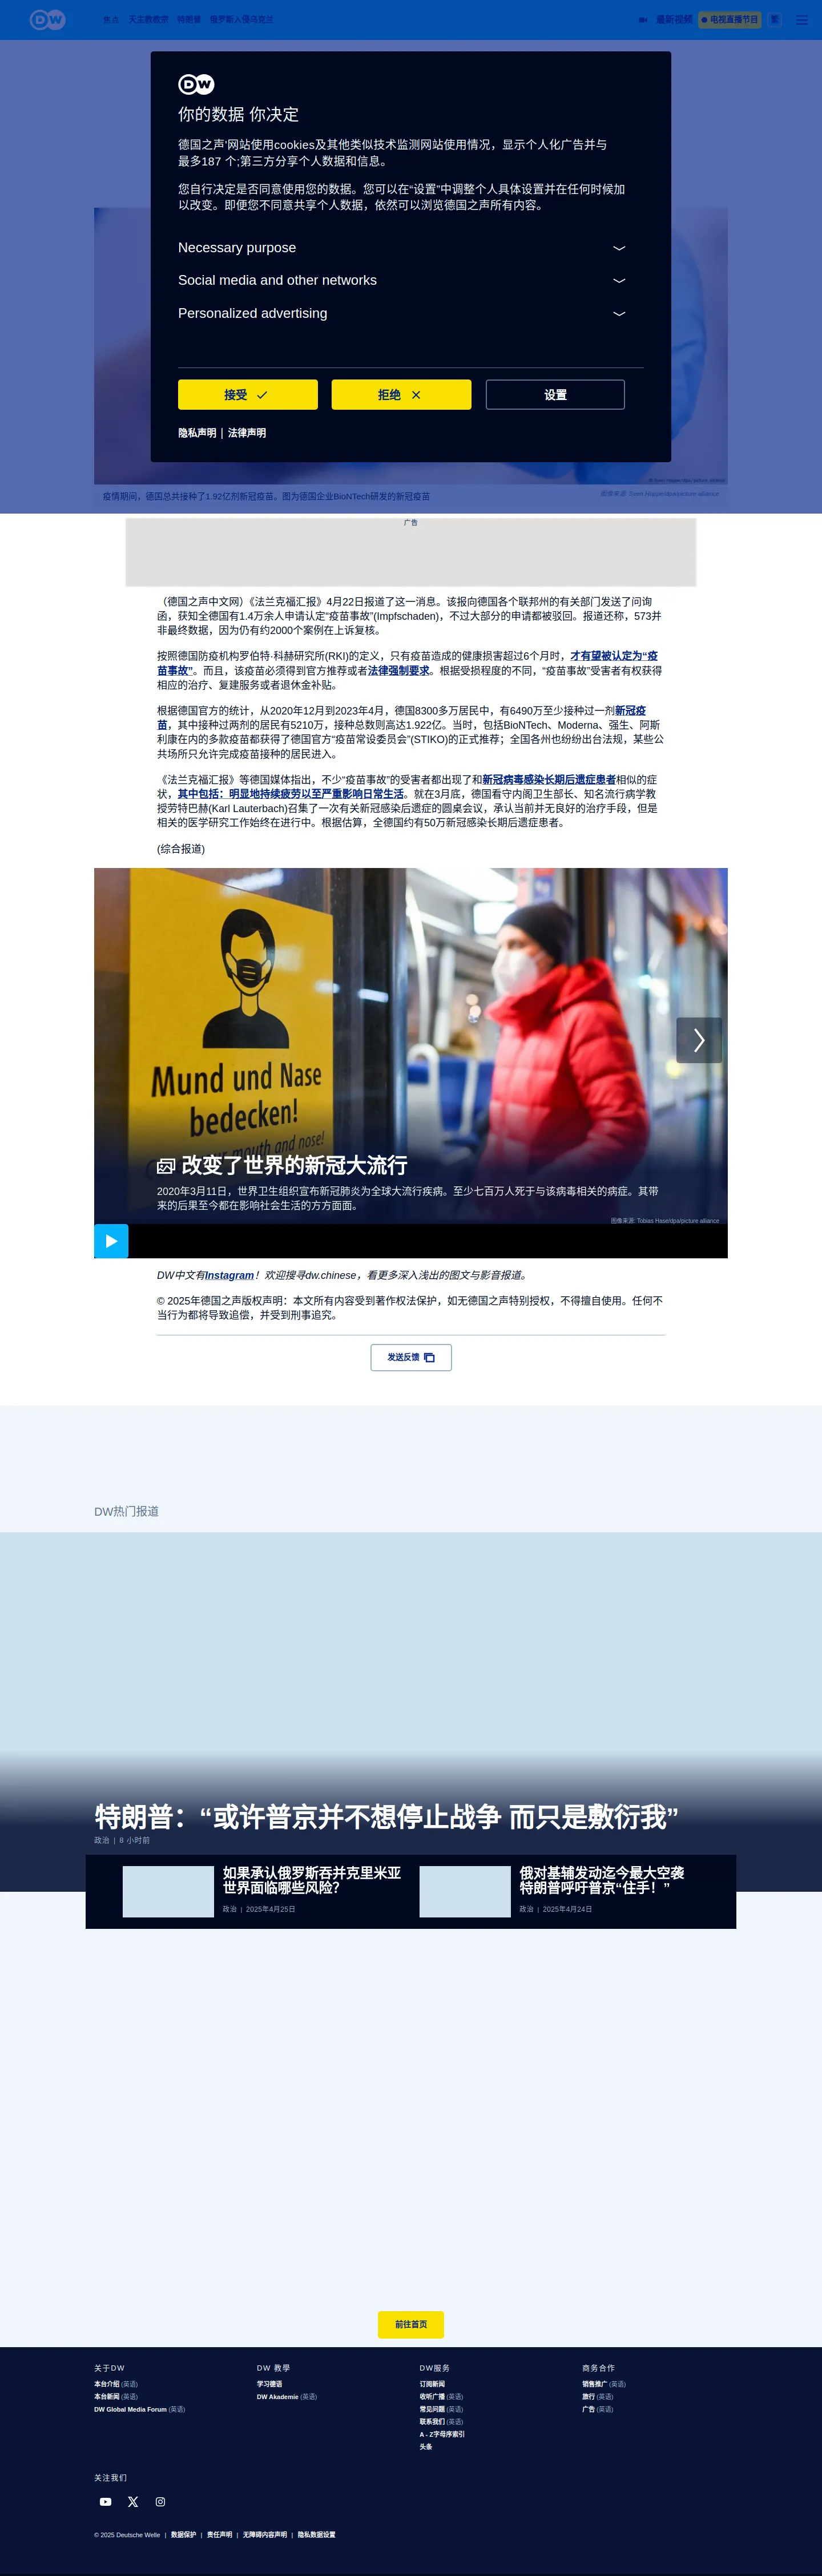 DW
焦点 天主教教宗 特朗普 俄罗斯入侵乌克兰
最新视频 电视直播节目 繁
DW
你的数据 你决定
德国之声'网站使用cookies及其他类似技术监测网站使用情况，显示个人化广告并与
最多187 个;第三方分享个人数据和信息。
您自行决定是否同意使用您的数据。您可以在“设置”中调整个人具体设置并在任何时候加
以改变。即便您不同意共享个人数据，依然可以浏览德国之声所有内容。
Necessary purpose
Social media and other networks
Personalized advertising
接受 拒绝 设置
隐私声明 | 法律声明
疫情期间，德国总共接种了1.92亿剂新冠疫苗。图为德国企业BioNTech研发的新冠疫苗
广告
（德国之声中文网）《法兰克福汇报》4月22日报道了这一消息。该报向德国各个联邦州的有关部门发送了问询
函，获知全德国有1.4万余人申请认定“疫苗事故”(Impfschaden)，不过大部分的申请都被驳回。报道还称，573并
非最终数据，因为仍有约2000个案例在上诉复核。
按照德国防疫机构罗伯特·科赫研究所(RKI)的定义，只有疫苗造成的健康损害超过6个月时，才有望被认定为“疫
苗事故”。而且，该疫苗必须得到官方推荐或者法律强制要求。根据受损程度的不同，“疫苗事故”受害者有权获得
相应的治疗、复建服务或者退休金补贴。
根据德国官方的统计，从2020年12月到2023年4月，德国8300多万居民中，有6490万至少接种过一剂新冠疫
苗，其中接种过两剂的居民有5210万，接种总数则高达1.922亿。当时，包括BioNTech、Moderna、强生、阿斯
利康在内的多款疫苗都获得了德国官方“疫苗常设委员会”(STIKO)的正式推荐；全国各州也纷纷出台法规，某些公
共场所只允许完成疫苗接种的居民进入。
《法兰克福汇报》等德国媒体指出，不少“疫苗事故”的受害者都出现了和新冠病毒感染长期后遗症患者相似的症
状，其中包括：明显地持续疲劳以至严重影响日常生活。就在3月底，德国看守内阁卫生部长、知名流行病学教
授劳特巴赫(Karl Lauterbach)召集了一次有关新冠感染后遗症的圆桌会议，承认当前并无良好的治疗手段，但是
相关的医学研究工作始终在进行中。根据估算，全德国约有50万新冠感染长期后遗症患者。
(综合报道)
Mund und Nase
bedecken!
mouth and nose!
改变了世界的新冠大流行
2020年3月11日，世界卫生组织宣布新冠肺炎为全球大流行疾病。至少七百万人死于与该病毒相关的病症。其带
来的后果至今都在影响社会生活的方方面面。
图像来源: Tobias Hase/dpa/picture alliance
DW中文有Instagram！欢迎搜寻dw.chinese，看更多深入浅出的图文与影音报道。
© 2025年德国之声版权声明：本文所有内容受到著作权法保护，如无德国之声特别授权，不得擅自使用。任何不
当行为都将导致追偿，并受到刑事追究。
发送反馈
DW热门报道
特朗普：“或许普京并不想停止战争 而只是敷衍我”
政治 | 8 小时前
如果承认俄罗斯吞并克里米亚
世界面临哪些风险？
政治 | 2025年4月25日
俄对基辅发动迄今最大空袭
特朗普呼吁普京“住手！”
政治 | 2025年4月24日
前往首页
关于DW
本台介绍 (英语)
本台新闻 (英语)
DW Global Media Forum (英语)
DW 教學
学习德语
DW Akademie (英语)
DW服务
订阅新闻
收听广播 (英语)
常见问题 (英语)
联系我们 (英语)
A - Z字母序索引
头条
商务合作
销售推广 (英语)
旅行 (英语)
广告 (英语)
关注我们
© 2025 Deutsche Welle | 数据保护 | 责任声明 | 无障碍内容声明 | 隐私数据设置